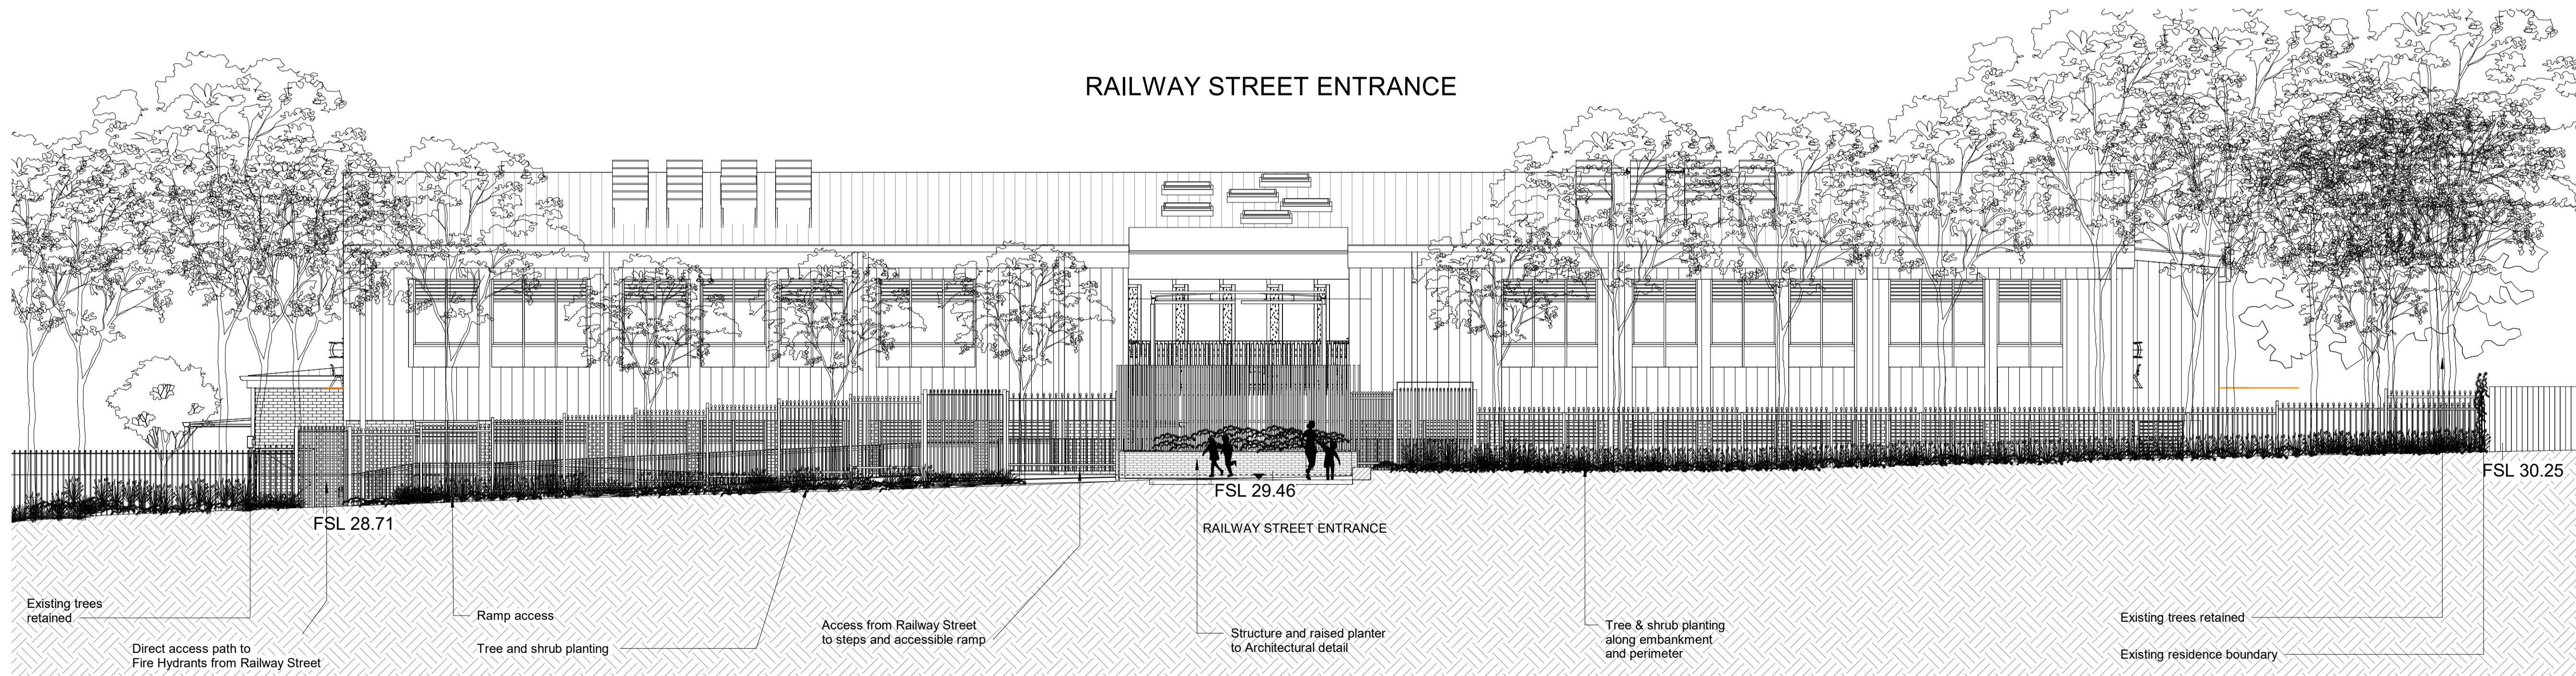 RAILWAY STREET ENTRANCE
FSL 30.25
FSL 29.46
FSL 28.71
RAILWAY STREET ENTRANCE
Existing trees
retained
Direct access path to
Fire Hydrants from Railway Street
Ramp access
Tree and shrub planting
Access from Railway Street
to steps and accessible ramp
Structure and raised planter
to Architectural detail
Tree & shrub planting
along embankment
and perimeter
Existing trees retained
Existing residence boundary